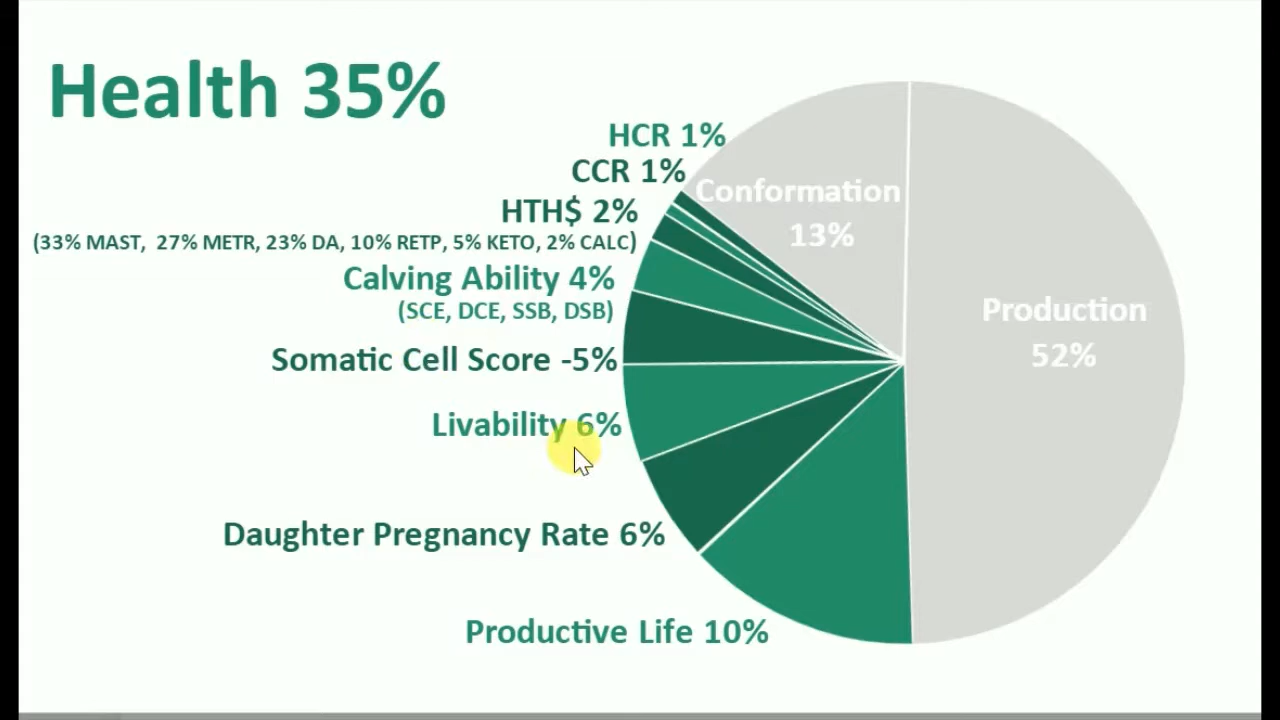 Health 35%
HCR 1%
CCR 1%
HTH$ 2%
(33% MAST, 27% METR, 23% DA, 10% RETP, 5% KETO, 2% CALC)
Calving Ability 4%
(SCE, DCE, SSB, DSB)
Somatic Cell Score -5%
Livability 6%
Daughter Pregnancy Rate 6%
Productive Life 10%
Conformation
13%
Production
52%